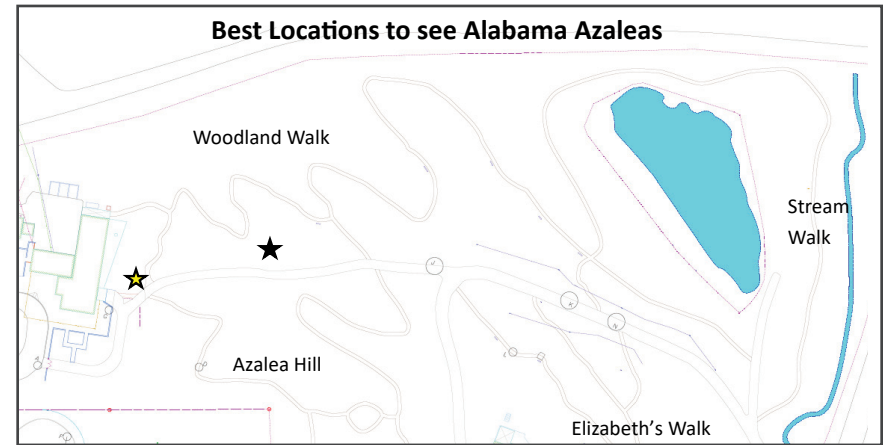 Best Locations to see Alabama Azaleas
Woodland Walk
Stream
Walk
Azalea Hill
Elizabeth's Walk